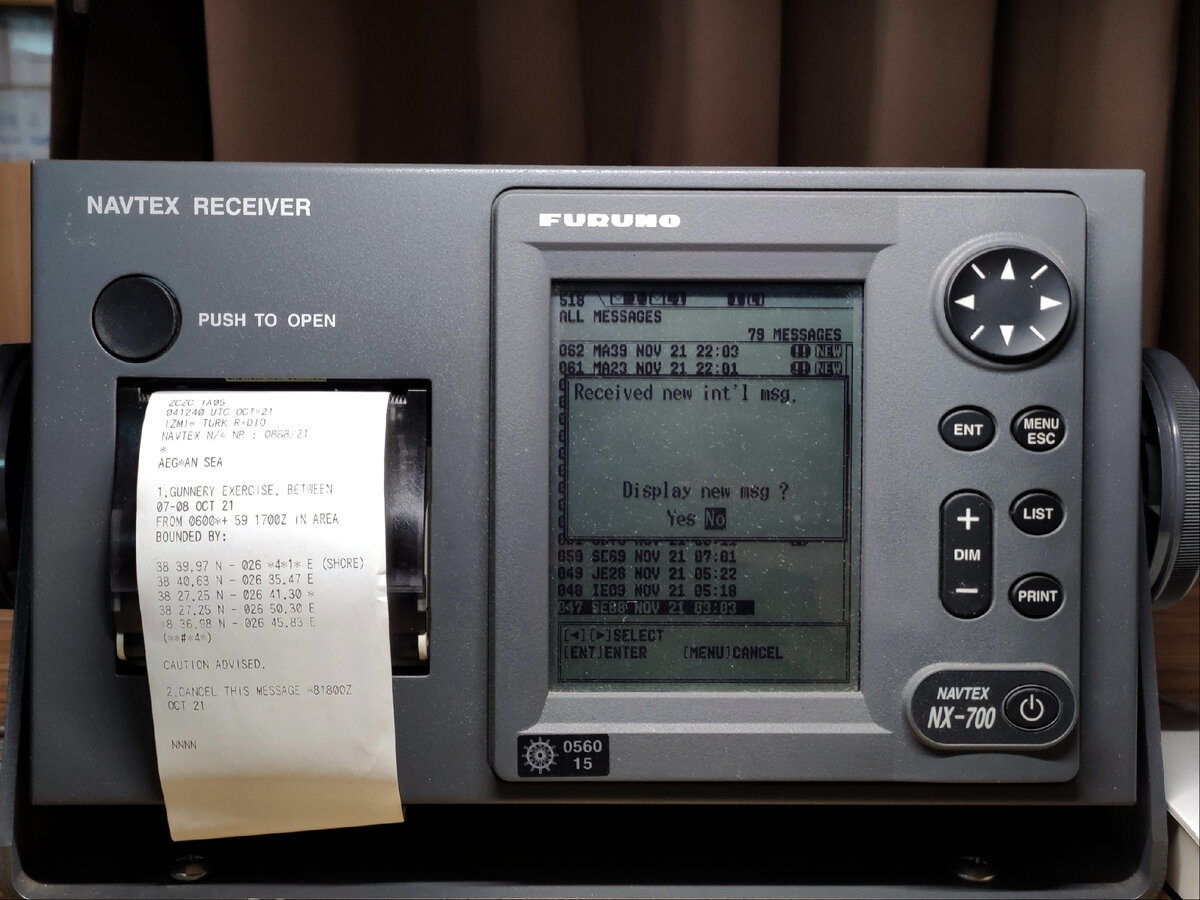 NAVTEX RECEIVER
PUSH TO OPEN
ZCZC IA05
041240 UTC OCT*21
IZMI* TURK R*DIO
NAVTEX N/* NR : 0868/21
*
AEG*AN SEA
1.GUNNERY EXERCISE, BETWEEN
07-08 OCT 21
FROM 0600*+ 59 1700Z IN AREA
BOUNDED BY:
38 39.97 N - 026 *4*1* E (SHORE)
38 40.63 N - 026 35.47 E
38 27.25 N - 026 41.30 *
38 27.25 N - 026 50.30 E
*8 36.98 N - 026 45.83 E
(**#*4*)
CAUTION ADVISED.
2.CANCEL THIS MESSAGE *81800Z
OCT 21
NNNN
FURUNO
518
ALL MESSAGES
79 MESSAGES
062 MA39 NOV 21 22:03 !! NEW
061 MA23 NOV 21 22:01 !! NEW
Received new int'l msg.
Display new msg ?
Yes No
050 SE69 NOV 21 07:01
049 JE28 NOV 21 05:22
048 IE09 NOV 21 05:18
047 SE08 NOV 21 03:03
[◄][►]SELECT
[ENT]ENTER [MENU]CANCEL
ENT
MENU
ESC
+
DIM
−
LIST
PRINT
NAVTEX
NX-700
0560
15